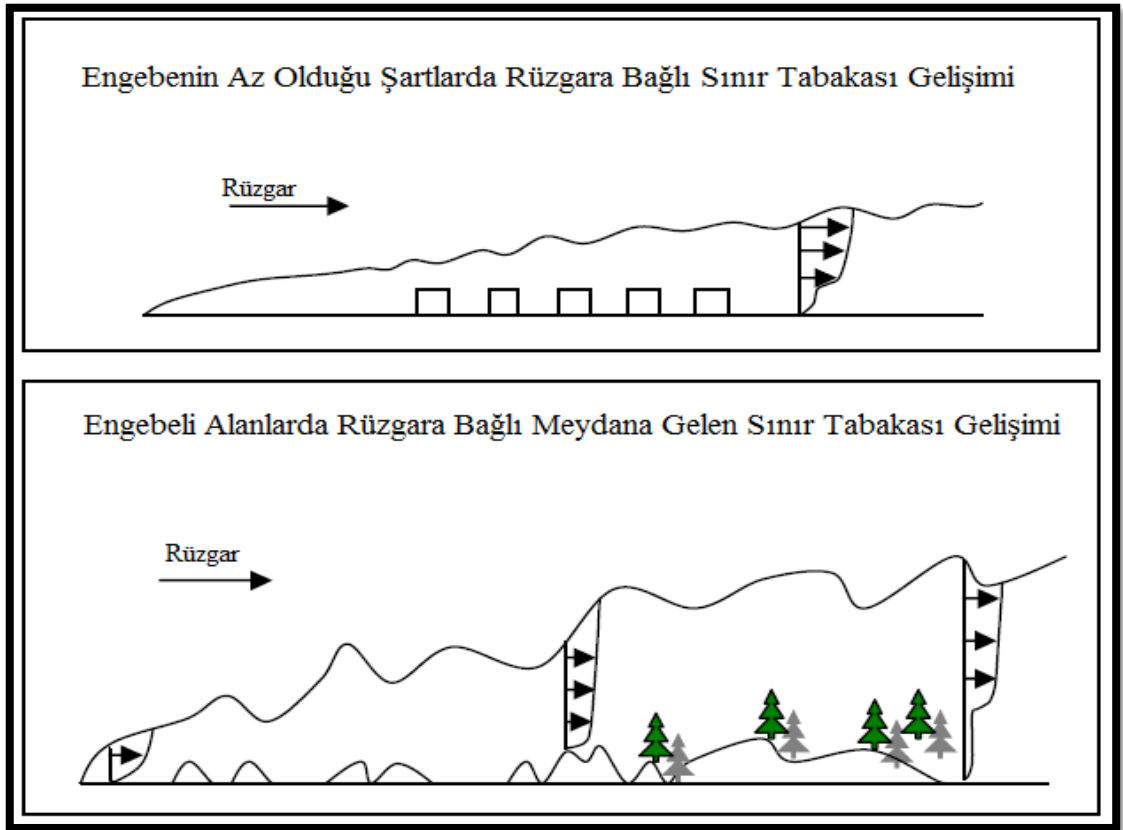 Engebenin Az Olduğu Şartlarda Rüzgara Bağlı Sınır Tabakası Gelişimi
Rüzgar
Engebeli Alanlarda Rüzgara Bağlı Meydana Gelen Sınır Tabakası Gelişimi
Rüzgar